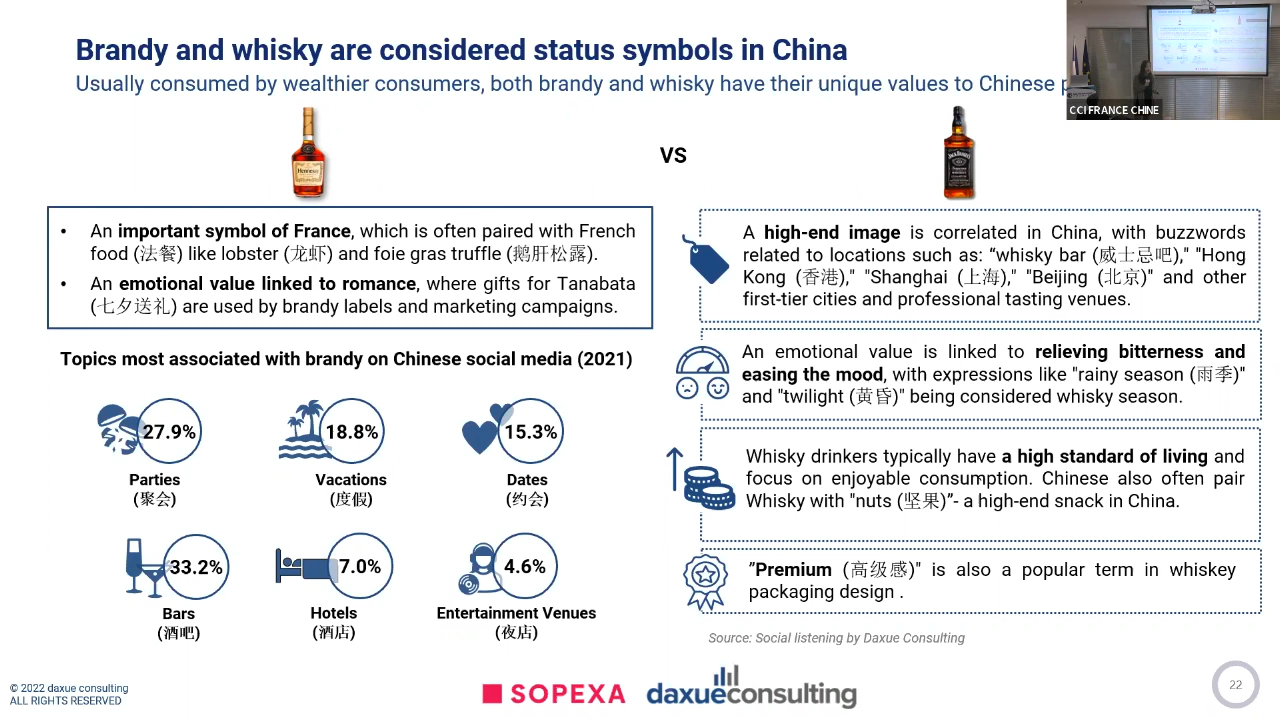 Brandy and whisky are considered status symbols in China
Usually consumed by wealthier consumers, both brandy and whisky have their unique values to Chinese
CCI FRANCE CHINE
VS
Hennessy
• An important symbol of France, which is often paired with French
food (法餐) like lobster (龙虾) and foie gras truffle (鹅肝松露).
• An emotional value linked to romance, where gifts for Tanabata
(七夕送礼) are used by brandy labels and marketing campaigns.
Topics most associated with brandy on Chinese social media (2021)
27.9%
18.8%
15.3%
Parties
(聚会)
Vacations
(度假)
Dates
(约会)
33.2%
7.0%
4.6%
Bars
(酒吧)
Hotels
(酒店)
Entertainment Venues
(夜店)
A high-end image is correlated in China, with buzzwords
related to locations such as: “whisky bar (威士忌吧)," "Hong
Kong (香港)," "Shanghai (上海)," "Beijing (北京)" and other
first-tier cities and professional tasting venues.
An emotional value is linked to relieving bitterness and
easing the mood, with expressions like "rainy season (雨季)"
and "twilight (黄昏)" being considered whisky season.
Whisky drinkers typically have a high standard of living and
focus on enjoyable consumption. Chinese also often pair
Whisky with "nuts (坚果)”- a high-end snack in China.
”Premium (高级感)" is also a popular term in whiskey
packaging design .
Source: Social listening by Daxue Consulting
© 2022 daxue consulting
ALL RIGHTS RESERVED
SOPEXA
daxueconsulting
22